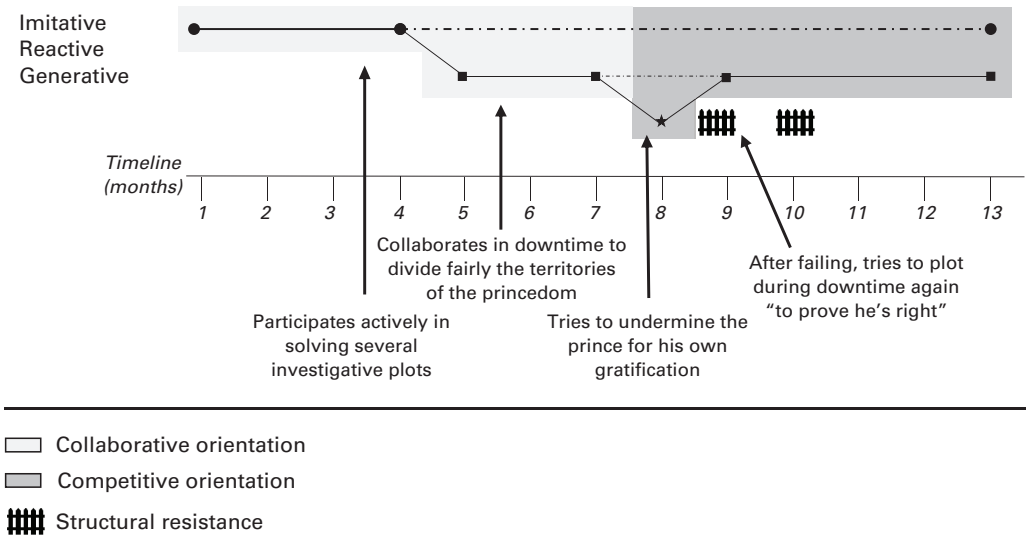 Imitative
Reactive
Generative
Timeline
(months)
1 2 3 4 5 6 7 8 9 10 11 12 13
Collaborates in downtime to
divide fairly the territories
of the princedom
After failing, tries to plot
during downtime again
“to prove he’s right”
Participates actively in
solving several
investigative plots
Tries to undermine the
prince for his own
gratification
Collaborative orientation
Competitive orientation
Structural resistance